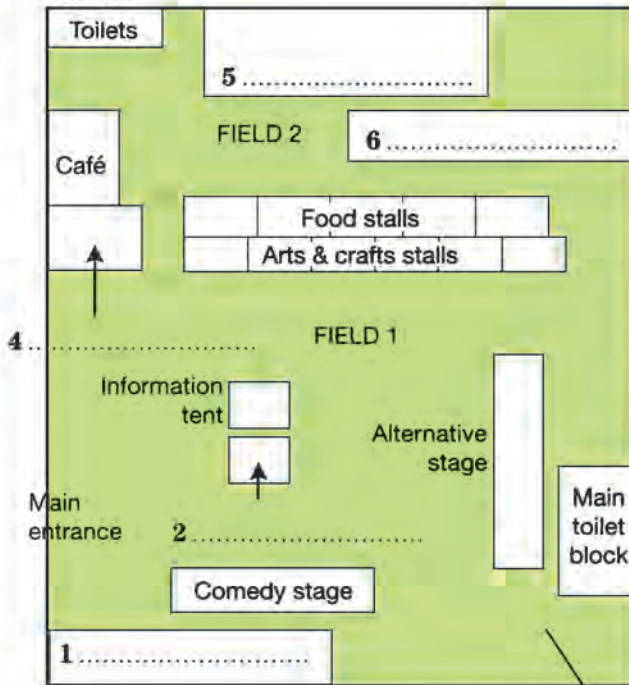 Toilets
5 ........................................
FIELD 2
6 ....................................
Café
Food stalls
Arts & crafts stalls
FIELD 1
4 ....................................
Information
tent
Alternative
stage
Main
entrance
Main
toilet
block
2 ....................................
Comedy stage
1 ....................................